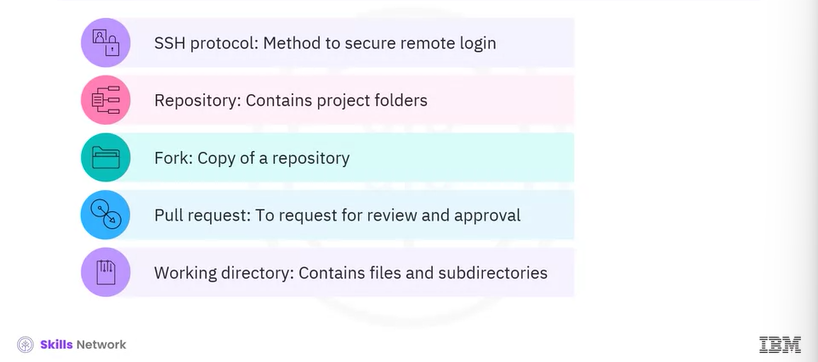 SSH protocol: Method to secure remote login
Repository: Contains project folders
Fork: Copy of a repository
Pull request: To request for review and approval
Working directory: Contains files and subdirectories
Skills Network
IBM